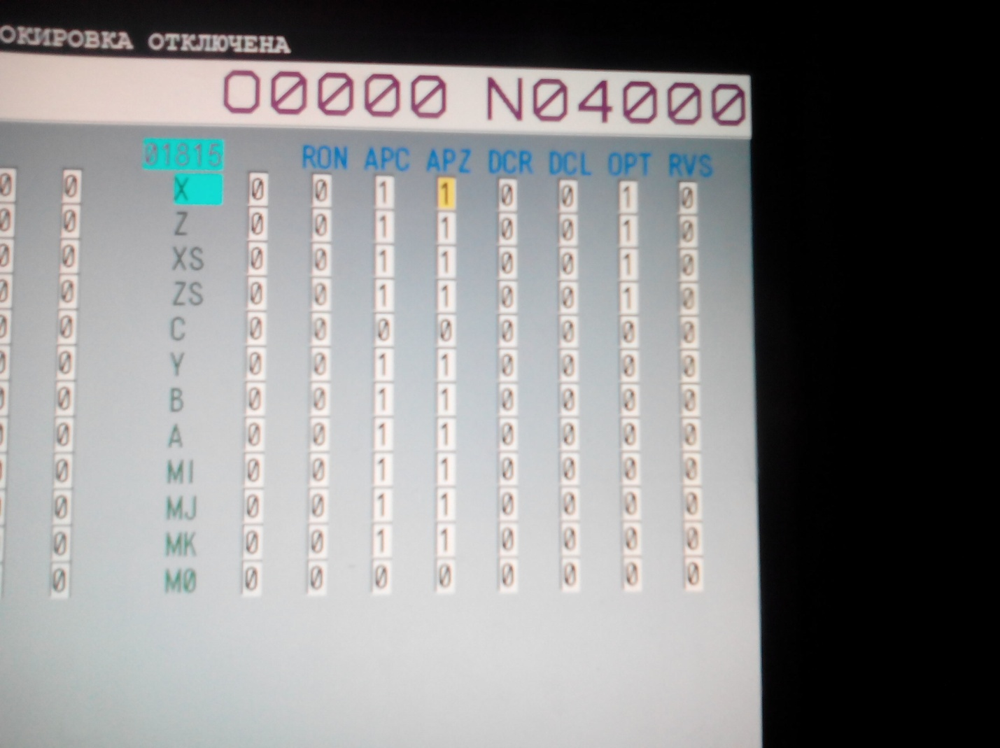 ОКИРОВКА ОТКЛЮЧЕНА
O0000 N04000
01815 RON APC APZ DCR DCL OPT RVS
0 0 X 0 0 1 1 0 0 1 0
0 0 Z 0 0 1 1 0 0 1 0
0 0 XS 0 0 1 1 0 0 1 0
0 0 ZS 0 0 1 1 0 0 1 0
0 0 C 0 0 0 0 0 0 0 0
0 0 Y 0 0 1 1 0 0 0 0
0 0 B 0 0 1 1 0 0 0 0
0 0 A 0 0 1 1 0 0 0 0
0 0 MI 0 0 1 1 0 0 0 0
0 MJ 0 0 1 1 0 0 0 0
0 MK 0 0 1 1 0 0 0 0
0 M0 0 0 0 0 0 0 0 0